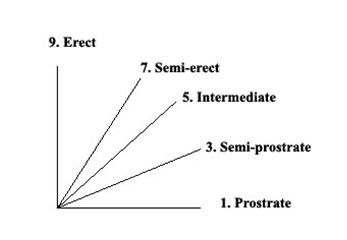 9. Erect
7. Semi-erect
5. Intermediate
3. Semi-prostrate
1. Prostrate